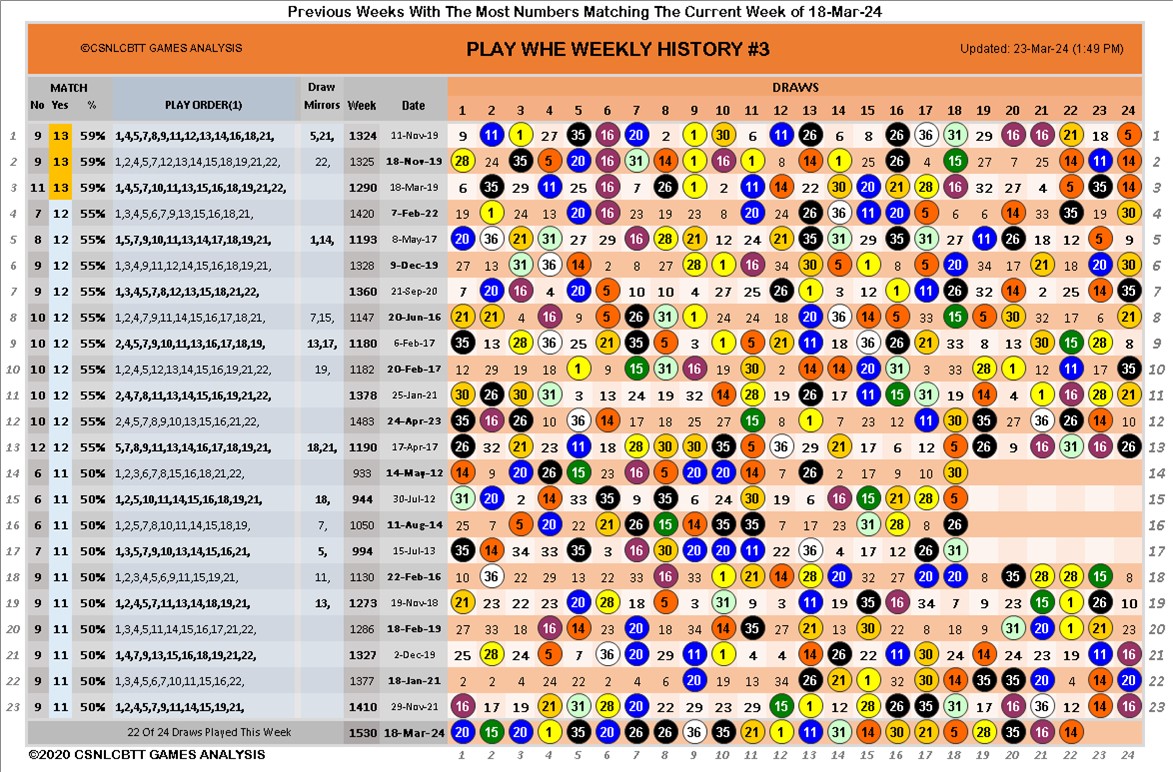 Previous Weeks With The Most Numbers Matching The Current Week of 18-Mar-24
©CSNLCBTT GAMES ANALYSIS PLAY WHE WEEKLY HISTORY #3 Updated: 23-Mar-24 (1:49 PM)
MATCH Draw DRAWS
No Yes % PLAY ORDER(1) Mirrors Week Date 1 2 3 4 5 6 7 8 9 10 11 12 13 14 15 16 17 18 19 20 21 22 23 24
1 9 13 59% 1,4,5,7,8,9,11,12,13,14,16,18,21, 5,21, 1324 11-Nov-19 9 11 1 27 35 16 20 2 9 30 6 11 26 6 8 26 36 31 29 16 16 21 18 5 1
2 9 13 59% 1,2,4,5,7,12,13,14,15,18,19,21,22, 22, 1325 18-Nov-19 28 24 35 5 20 16 31 14 1 16 1 8 14 1 25 26 4 15 27 7 25 14 11 14 2
3 11 13 59% 1,4,5,7,10,11,13,15,16,18,19,21,22, 1290 18-Mar-19 6 35 29 11 25 16 7 26 1 2 11 14 22 30 20 21 28 16 32 27 4 5 35 14 3
4 7 12 55% 1,3,4,5,6,7,9,13,15,16,18,21, 1420 7-Feb-22 19 1 24 13 20 16 23 19 23 8 20 24 26 36 11 20 5 6 6 14 33 35 19 30 4
5 8 12 55% 1,5,7,9,10,11,13,14,17,18,19,21, 1,14, 1193 8-May-17 20 36 21 31 27 29 16 28 21 12 24 21 35 31 29 35 31 27 11 26 18 12 5 9 5
6 9 12 55% 1,3,4,9,11,12,14,15,16,18,19,21, 1328 9-Dec-19 27 13 31 36 14 2 8 27 28 1 16 34 30 5 1 8 5 20 34 17 21 18 20 30 6
7 9 12 55% 1,3,4,5,7,8,12,13,15,18,21,22, 1360 21-Sep-20 7 20 16 4 20 5 10 10 4 27 25 26 1 3 12 1 11 26 32 14 2 25 14 35 7
8 10 12 55% 1,2,4,7,9,11,14,15,16,17,18,21, 7,15, 1147 20-Jun-16 21 21 4 16 9 5 26 31 1 24 24 18 20 36 14 5 33 15 5 30 32 17 6 21 8
9 10 12 55% 2,4,5,7,9,10,11,13,16,17,18,19, 13,17, 1180 6-Feb-17 35 13 28 36 25 21 35 5 3 1 5 21 11 18 36 26 21 33 8 13 30 15 28 8 9
10 10 12 55% 1,2,4,5,12,13,14,15,16,19,21,22, 19, 1182 20-Feb-17 12 29 19 18 1 9 15 31 16 19 30 2 14 14 20 31 3 33 28 1 12 11 17 35 10
11 10 12 55% 2,4,7,8,11,13,14,15,16,18,19,21, 1378 25-Jan-21 30 26 30 31 3 13 24 19 32 14 28 19 26 17 11 15 31 19 14 4 1 16 28 21 11
12 10 12 55% 2,4,5,7,8,9,10,13,15,16,21,22, 1483 24-Apr-23 35 16 26 10 36 14 17 18 25 27 15 8 1 7 23 12 11 30 35 27 36 26 14 10 12
13 12 12 55% 5,7,8,9,11,13,14,15,17,18,19,21, 18,21, 1190 17-Apr-17 26 32 21 23 11 18 28 30 30 35 5 36 29 21 17 6 12 5 26 9 16 31 16 26 13
14 6 11 50% 1,2,3,6,7,8,15,16,18,21,22, 933 14-May-12 14 9 20 26 15 23 16 5 20 20 14 7 26 2 17 9 10 30 14
15 6 11 50% 1,2,5,10,11,14,15,16,18,19,21, 18, 944 30-Jul-12 31 20 2 14 33 35 9 35 6 24 30 19 6 16 15 21 28 5 15
16 6 11 50% 1,2,5,7,8,10,11,14,15,18,19, 7, 1050 11-Aug-14 25 7 5 20 22 21 26 15 14 35 35 7 17 23 31 28 8 26 16
17 7 11 50% 1,3,5,7,9,10,13,14,15,16,21, 5, 994 15-Jul-13 35 14 34 33 35 3 16 30 20 20 11 22 36 4 17 12 26 31 17
18 9 11 50% 1,2,3,4,5,6,9,11,15,19,21, 11, 1130 22-Feb-16 10 36 22 29 13 22 33 16 33 1 21 14 28 20 32 27 20 20 8 35 28 28 15 8 18
19 9 11 50% 1,2,4,5,7,11,13,14,18,19,21, 13, 1273 19-Nov-18 21 23 22 23 20 28 18 5 3 31 9 3 11 19 35 16 34 7 9 23 15 1 26 10 19
20 9 11 50% 1,3,4,5,11,14,15,16,17,21,22, 1286 18-Feb-19 27 33 18 16 14 23 20 18 34 14 35 27 21 13 30 22 8 18 9 31 20 1 21 23 20
21 9 11 50% 1,4,7,9,13,15,16,18,19,21,22, 1327 2-Dec-19 25 28 24 5 7 36 20 29 11 1 4 4 14 26 22 11 30 24 14 24 23 19 11 16 21
22 9 11 50% 1,3,4,5,6,7,10,11,15,16,22, 1377 18-Jan-21 2 2 4 24 22 2 4 6 20 19 13 34 26 21 1 32 30 14 35 35 20 4 14 20 22
23 9 11 50% 1,2,4,5,7,9,11,14,15,19,21, 1410 29-Nov-21 16 17 19 21 31 28 20 22 29 23 29 15 1 12 28 26 35 31 17 16 36 12 14 16 23
22 Of 24 Draws Played This Week 1530 18-Mar-24 20 15 20 1 35 20 26 26 36 35 21 1 11 31 14 30 21 5 28 35 16 14
©2020 CSNLCBTT GAMES ANALYSIS 1 2 3 4 5 6 7 8 9 10 11 12 13 14 15 16 17 18 19 20 21 22 23 24